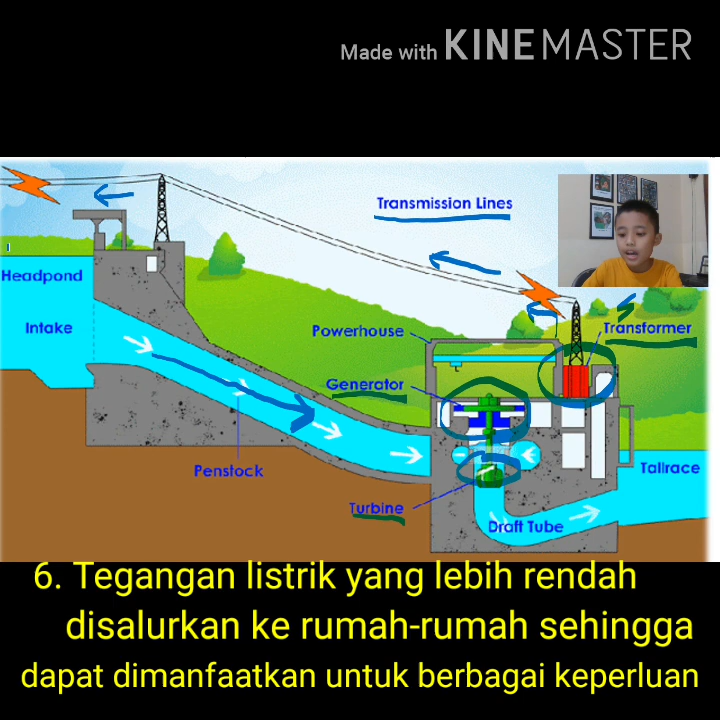 Made with KINEMASTER
Transmission Lines
Headpond
Intake
Powerhouse
Transformer
Generator
Penstock
Tailrace
Turbine
Draft Tube
6. Tegangan listrik yang lebih rendah
disalurkan ke rumah-rumah sehingga
dapat dimanfaatkan untuk berbagai keperluan